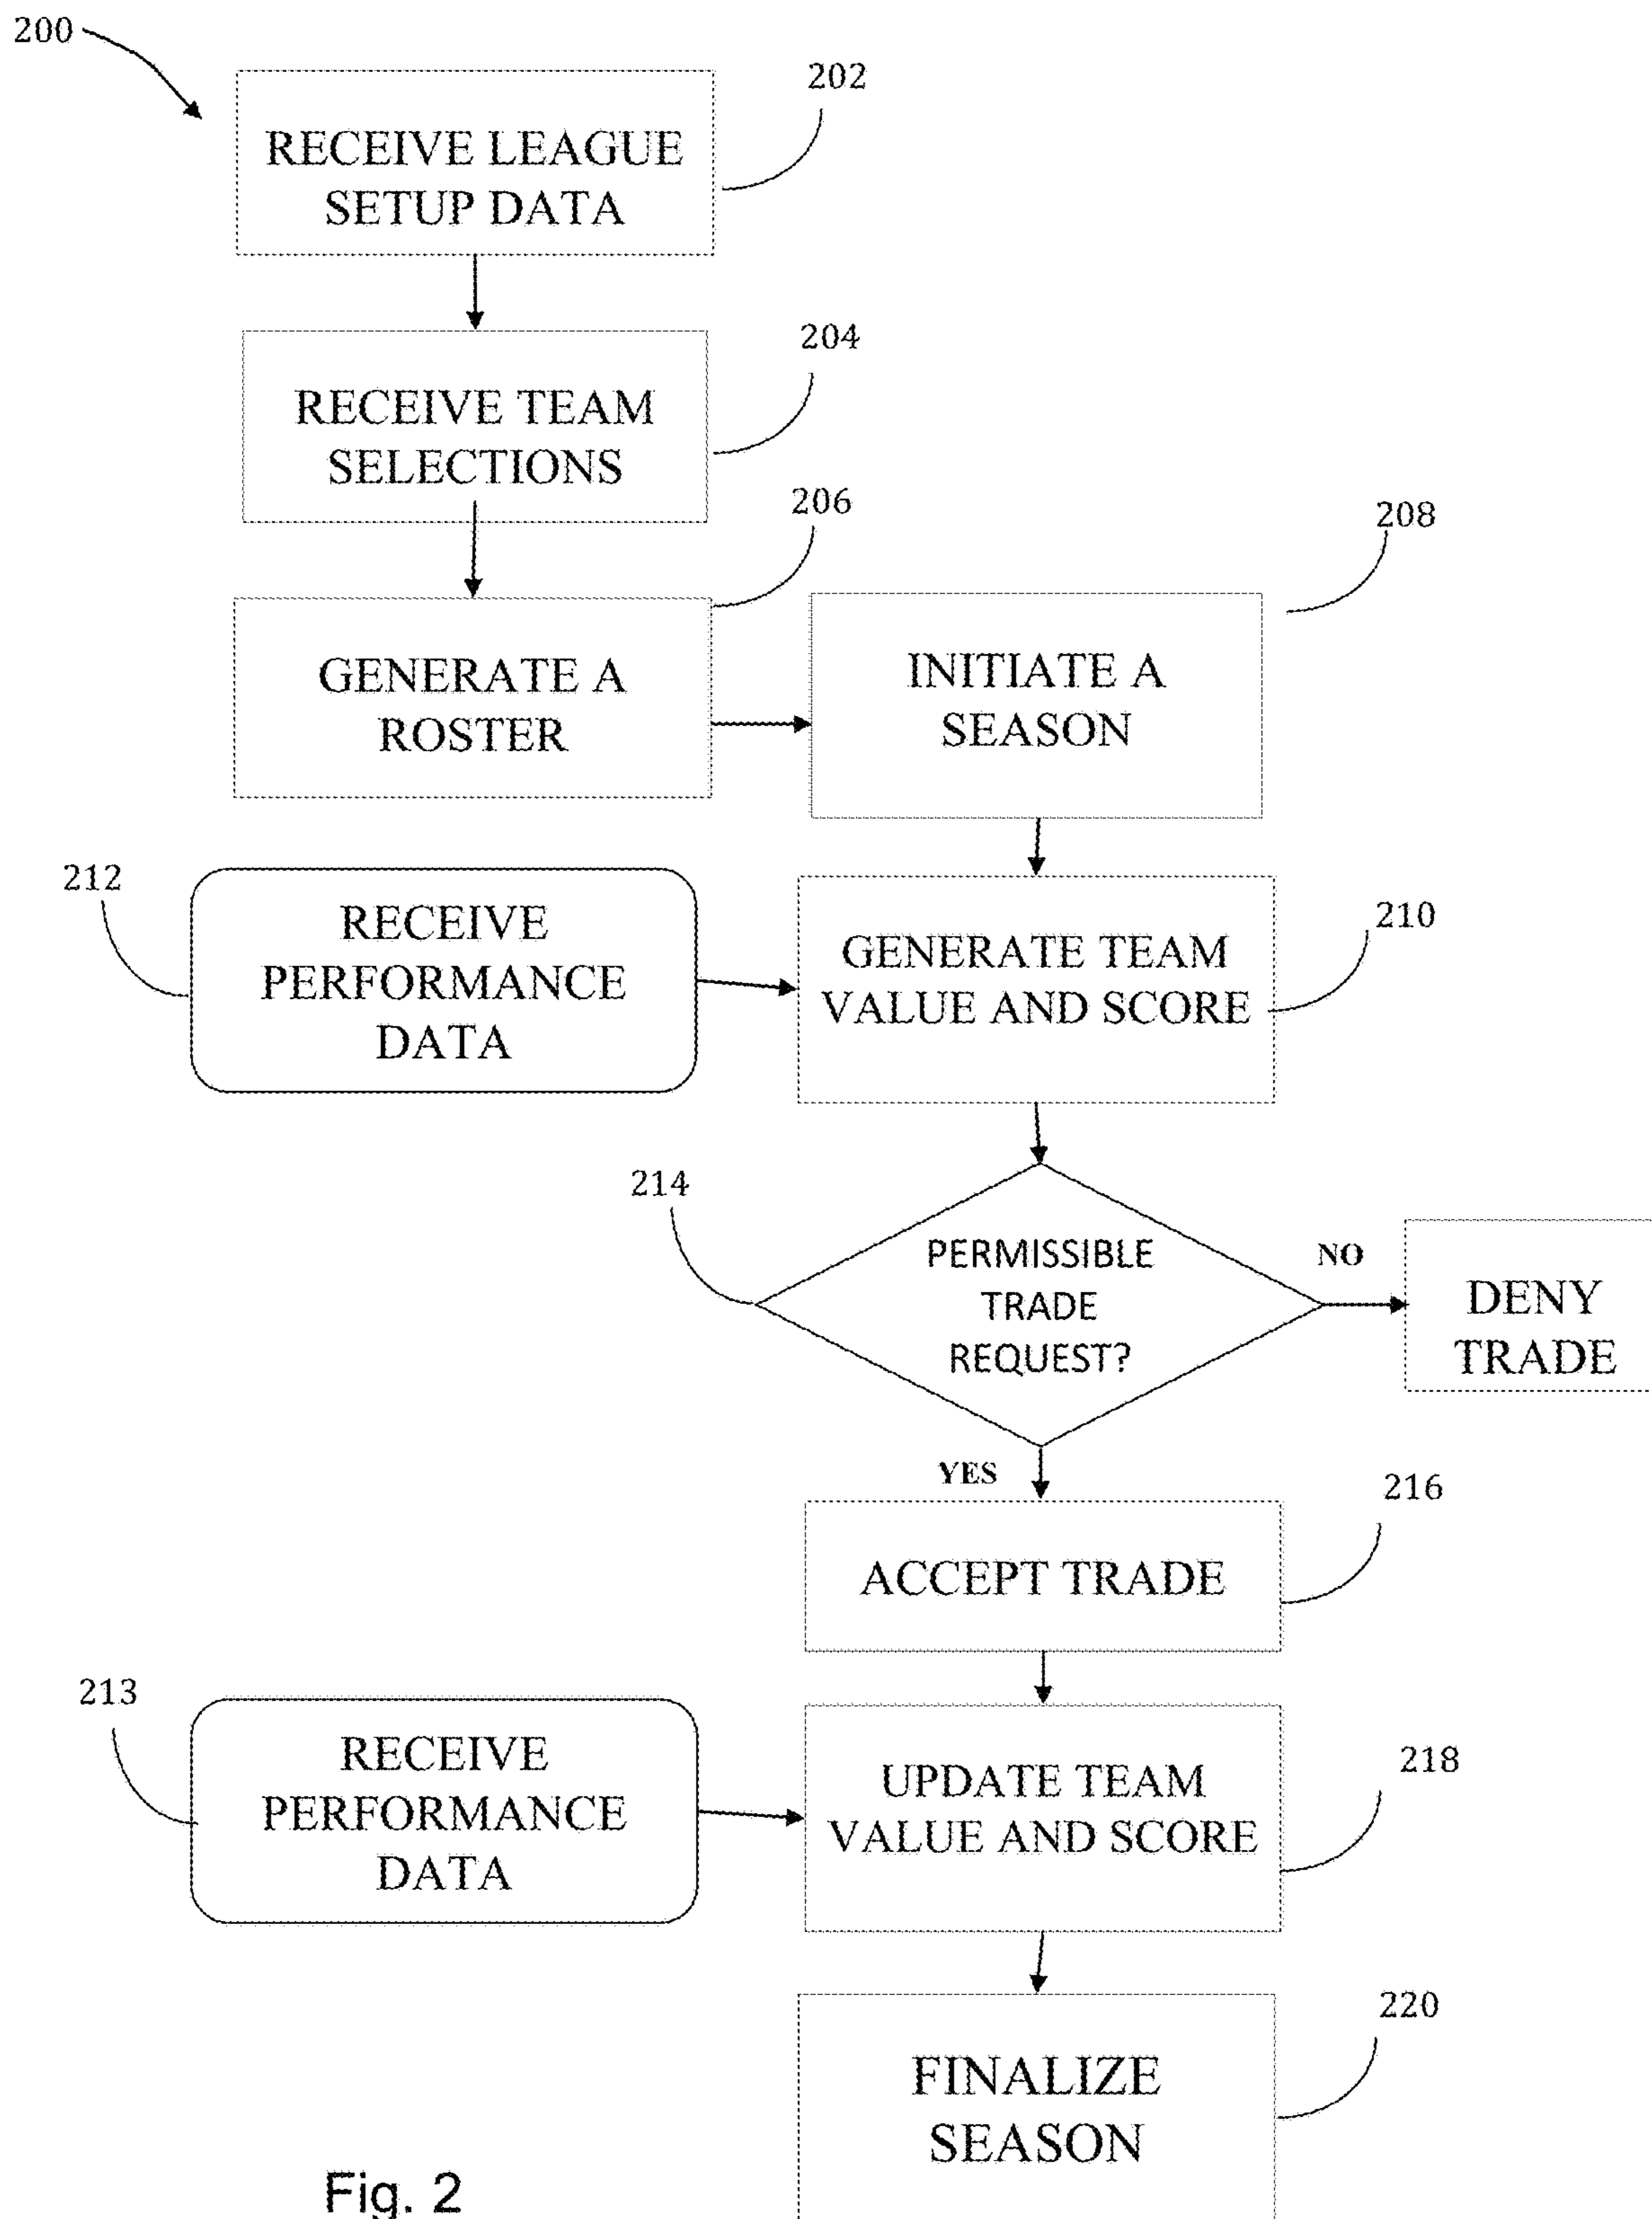 200
202
RECEIVE LEAGUE
SETUP DATA
204
RECEIVE TEAM
SELECTIONS
206
GENERATE A
ROSTER
208
INITIATE A
SEASON
212
RECEIVE
PERFORMANCE
DATA
210
GENERATE TEAM
VALUE AND SCORE
214
PERMISSIBLE
TRADE
REQUEST?
NO
DENY
TRADE
YES
216
ACCEPT TRADE
213
RECEIVE
PERFORMANCE
DATA
218
UPDATE TEAM
VALUE AND SCORE
220
FINALIZE
SEASON
Fig. 2